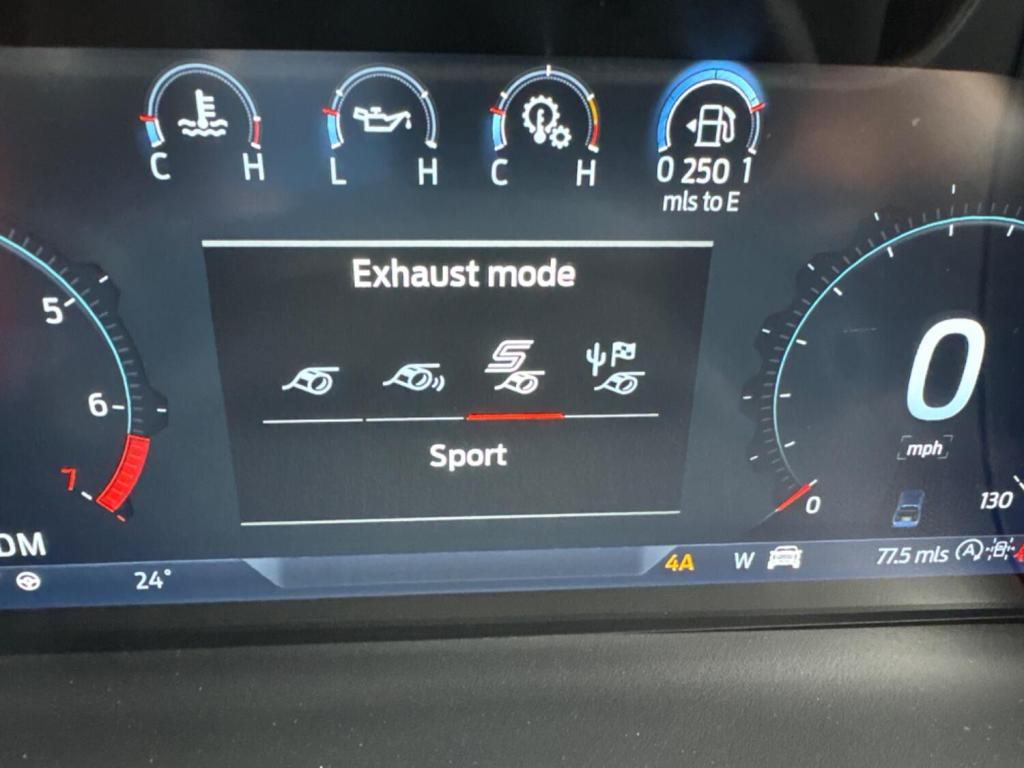 C H
L H
C H
0 250 1
mls to E
Exhaust mode
Sport
5
6
7
0
mph
0
130
DM
24°
4A
W
77.5 mls
A